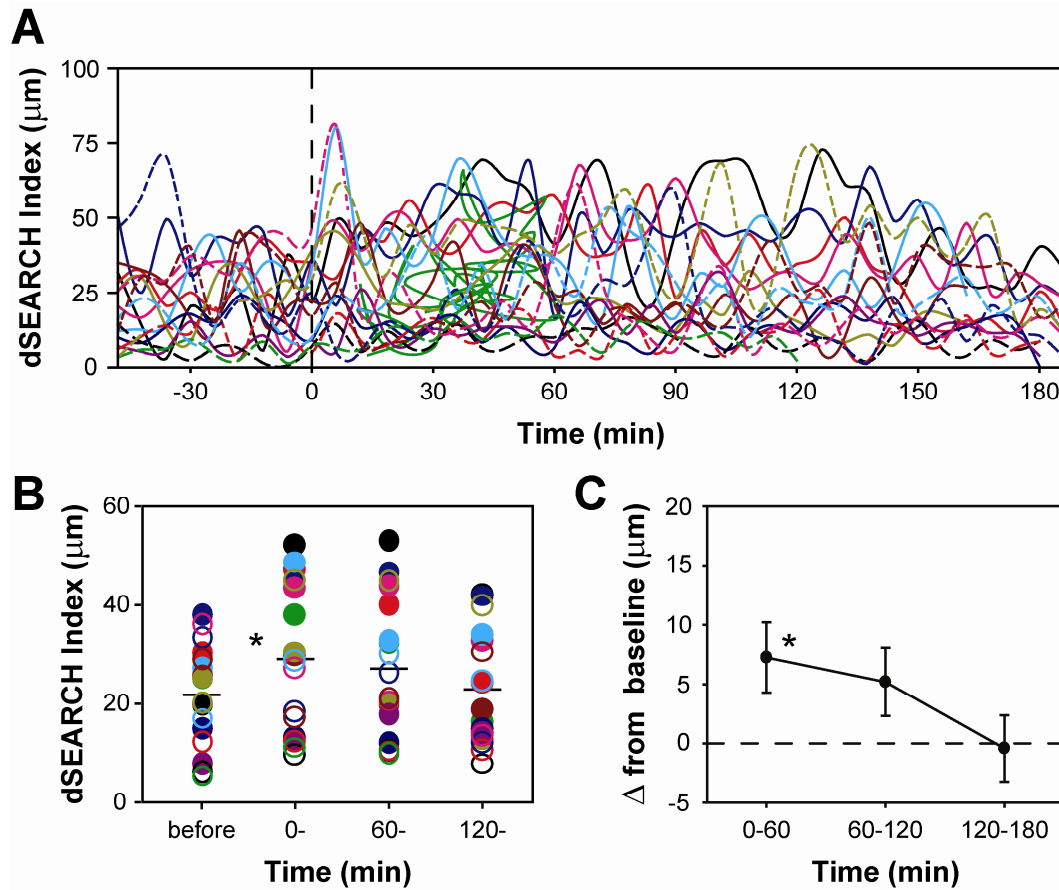 A
dSEARCH Index (μm)
100
75
50
25
0
-30 0 30 60 90 120 150 180
Time (min)
B
dSEARCH Index (μm)
60
40
20
0
*
before 0- 60- 120-
Time (min)
C
Δ from baseline (μm)
20
15
10
5
0
-5
*
0-60 60-120 120-180
Time (min)